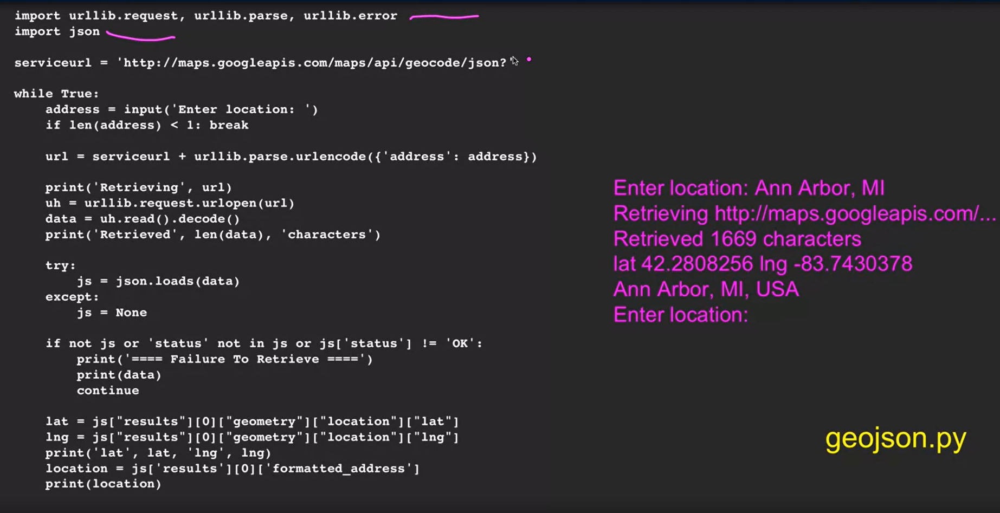 import urllib.request, urllib.parse, urllib.error
import json
serviceurl = 'http://maps.googleapis.com/maps/api/geocode/json?'
while True:
    address = input('Enter location: ')
    if len(address) < 1: break
    url = serviceurl + urllib.parse.urlencode({'address': address})
    print('Retrieving', url)
    uh = urllib.request.urlopen(url)
    data = uh.read().decode()
    print('Retrieved', len(data), 'characters')
    try:
        js = json.loads(data)
    except:
        js = None
    if not js or 'status' not in js or js['status'] != 'OK':
        print('==== Failure To Retrieve ====')
        print(data)
        continue
    lat = js["results"][0]["geometry"]["location"]["lat"]
    lng = js["results"][0]["geometry"]["location"]["lng"]
    print('lat', lat, 'lng', lng)
    location = js['results'][0]['formatted_address']
    print(location)
Enter location: Ann Arbor, MI
Retrieving http://maps.googleapis.com/...
Retrieved 1669 characters
lat 42.2808256 lng -83.7430378
Ann Arbor, MI, USA
Enter location:
geojson.py